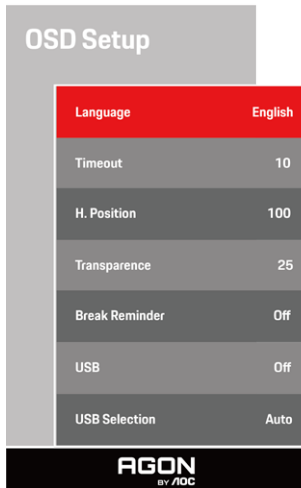 OSD Setup
Language English
Timeout 10
H. Position 100
Transparence 25
Break Reminder Off
USB Off
USB Selection Auto
AGON
BY AOC